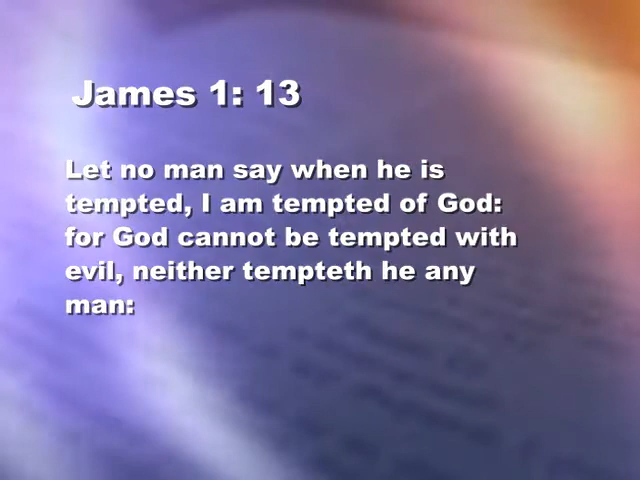 James 1: 13
Let no man say when he is
tempted, I am tempted of God:
for God cannot be tempted with
evil, neither tempteth he any
man: